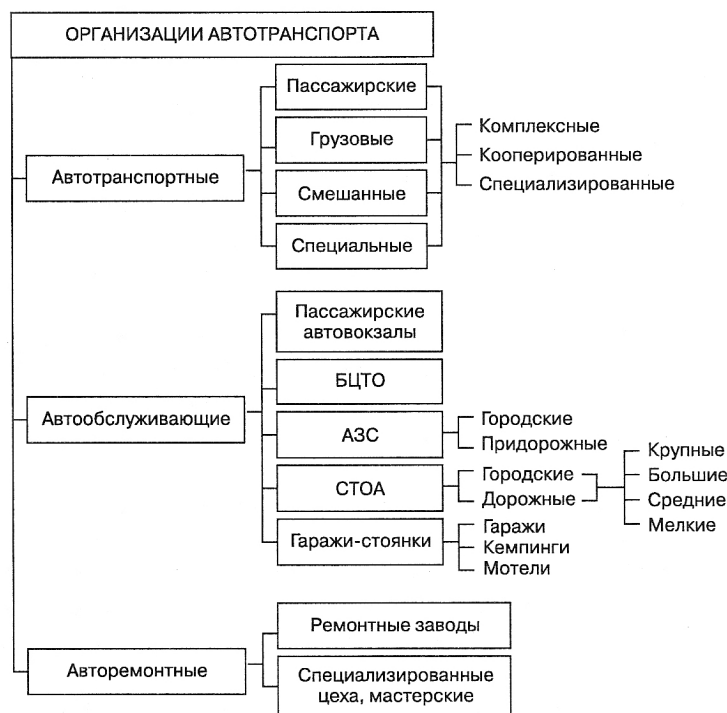 ОРГАНИЗАЦИИ АВТОТРАНСПОРТА
Автотранспортные
Пассажирские
Грузовые
Смешанные
Специальные
Комплексные
Кооперированные
Специализированные
Автообслуживающие
Пассажирские
автовокзалы
БЦТО
АЗС
Городские
Придорожные
СТОА
Городские
Дорожные
Крупные
Большие
Средние
Мелкие
Гаражи-стоянки
Гаражи
Кемпинги
Мотели
Авторемонтные
Ремонтные заводы
Специализированные
цеха, мастерские